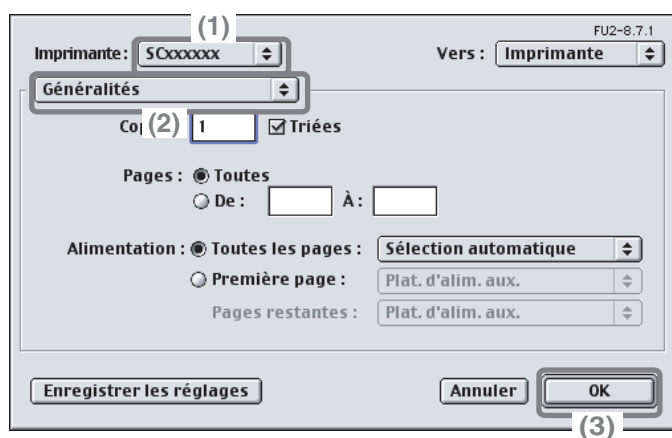 (1)
FU2-8.7.1
Imprimante : SCxxxxxx Vers : Imprimante
Généralités
(2)
Co 1 Triées
Pages : Toutes
De : À :
Alimentation : Toutes les pages : Sélection automatique
Première page : Plat. d'alim. aux.
Pages restantes : Plat. d'alim. aux.
Enregistrer les réglages Annuler OK
(3)